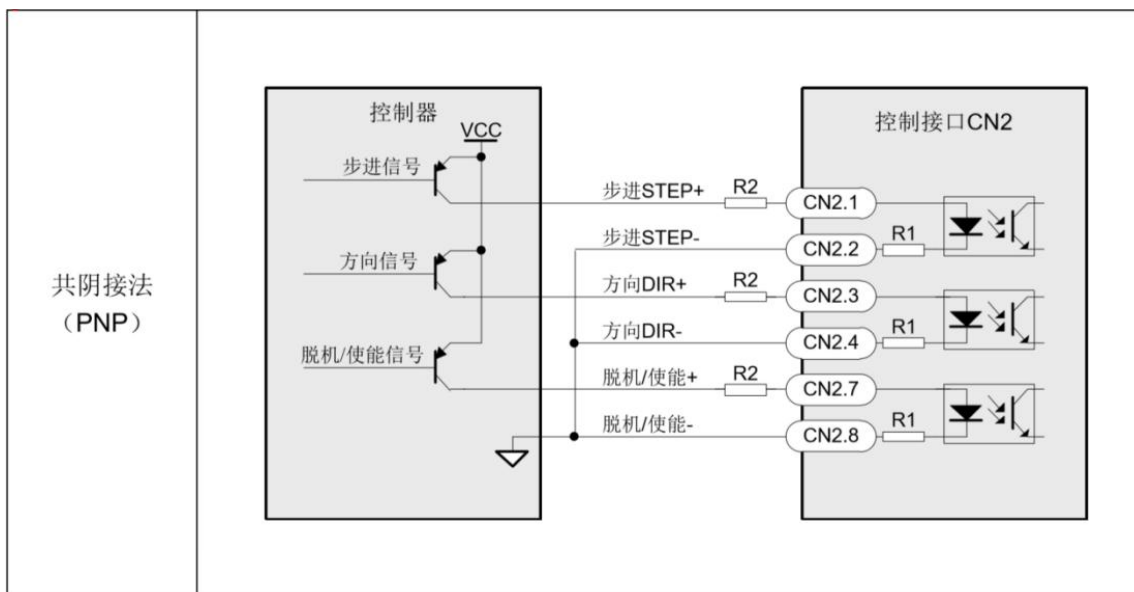 共阴接法
（PNP）
控制器
VCC
步进信号
方向信号
脱机/使能信号
步进STEP+
R2
步进STEP-
方向DIR+
R2
方向DIR-
脱机/使能+
R2
脱机/使能-
控制接口CN2
CN2.1
CN2.2
R1
CN2.3
CN2.4
R1
CN2.7
CN2.8
R1